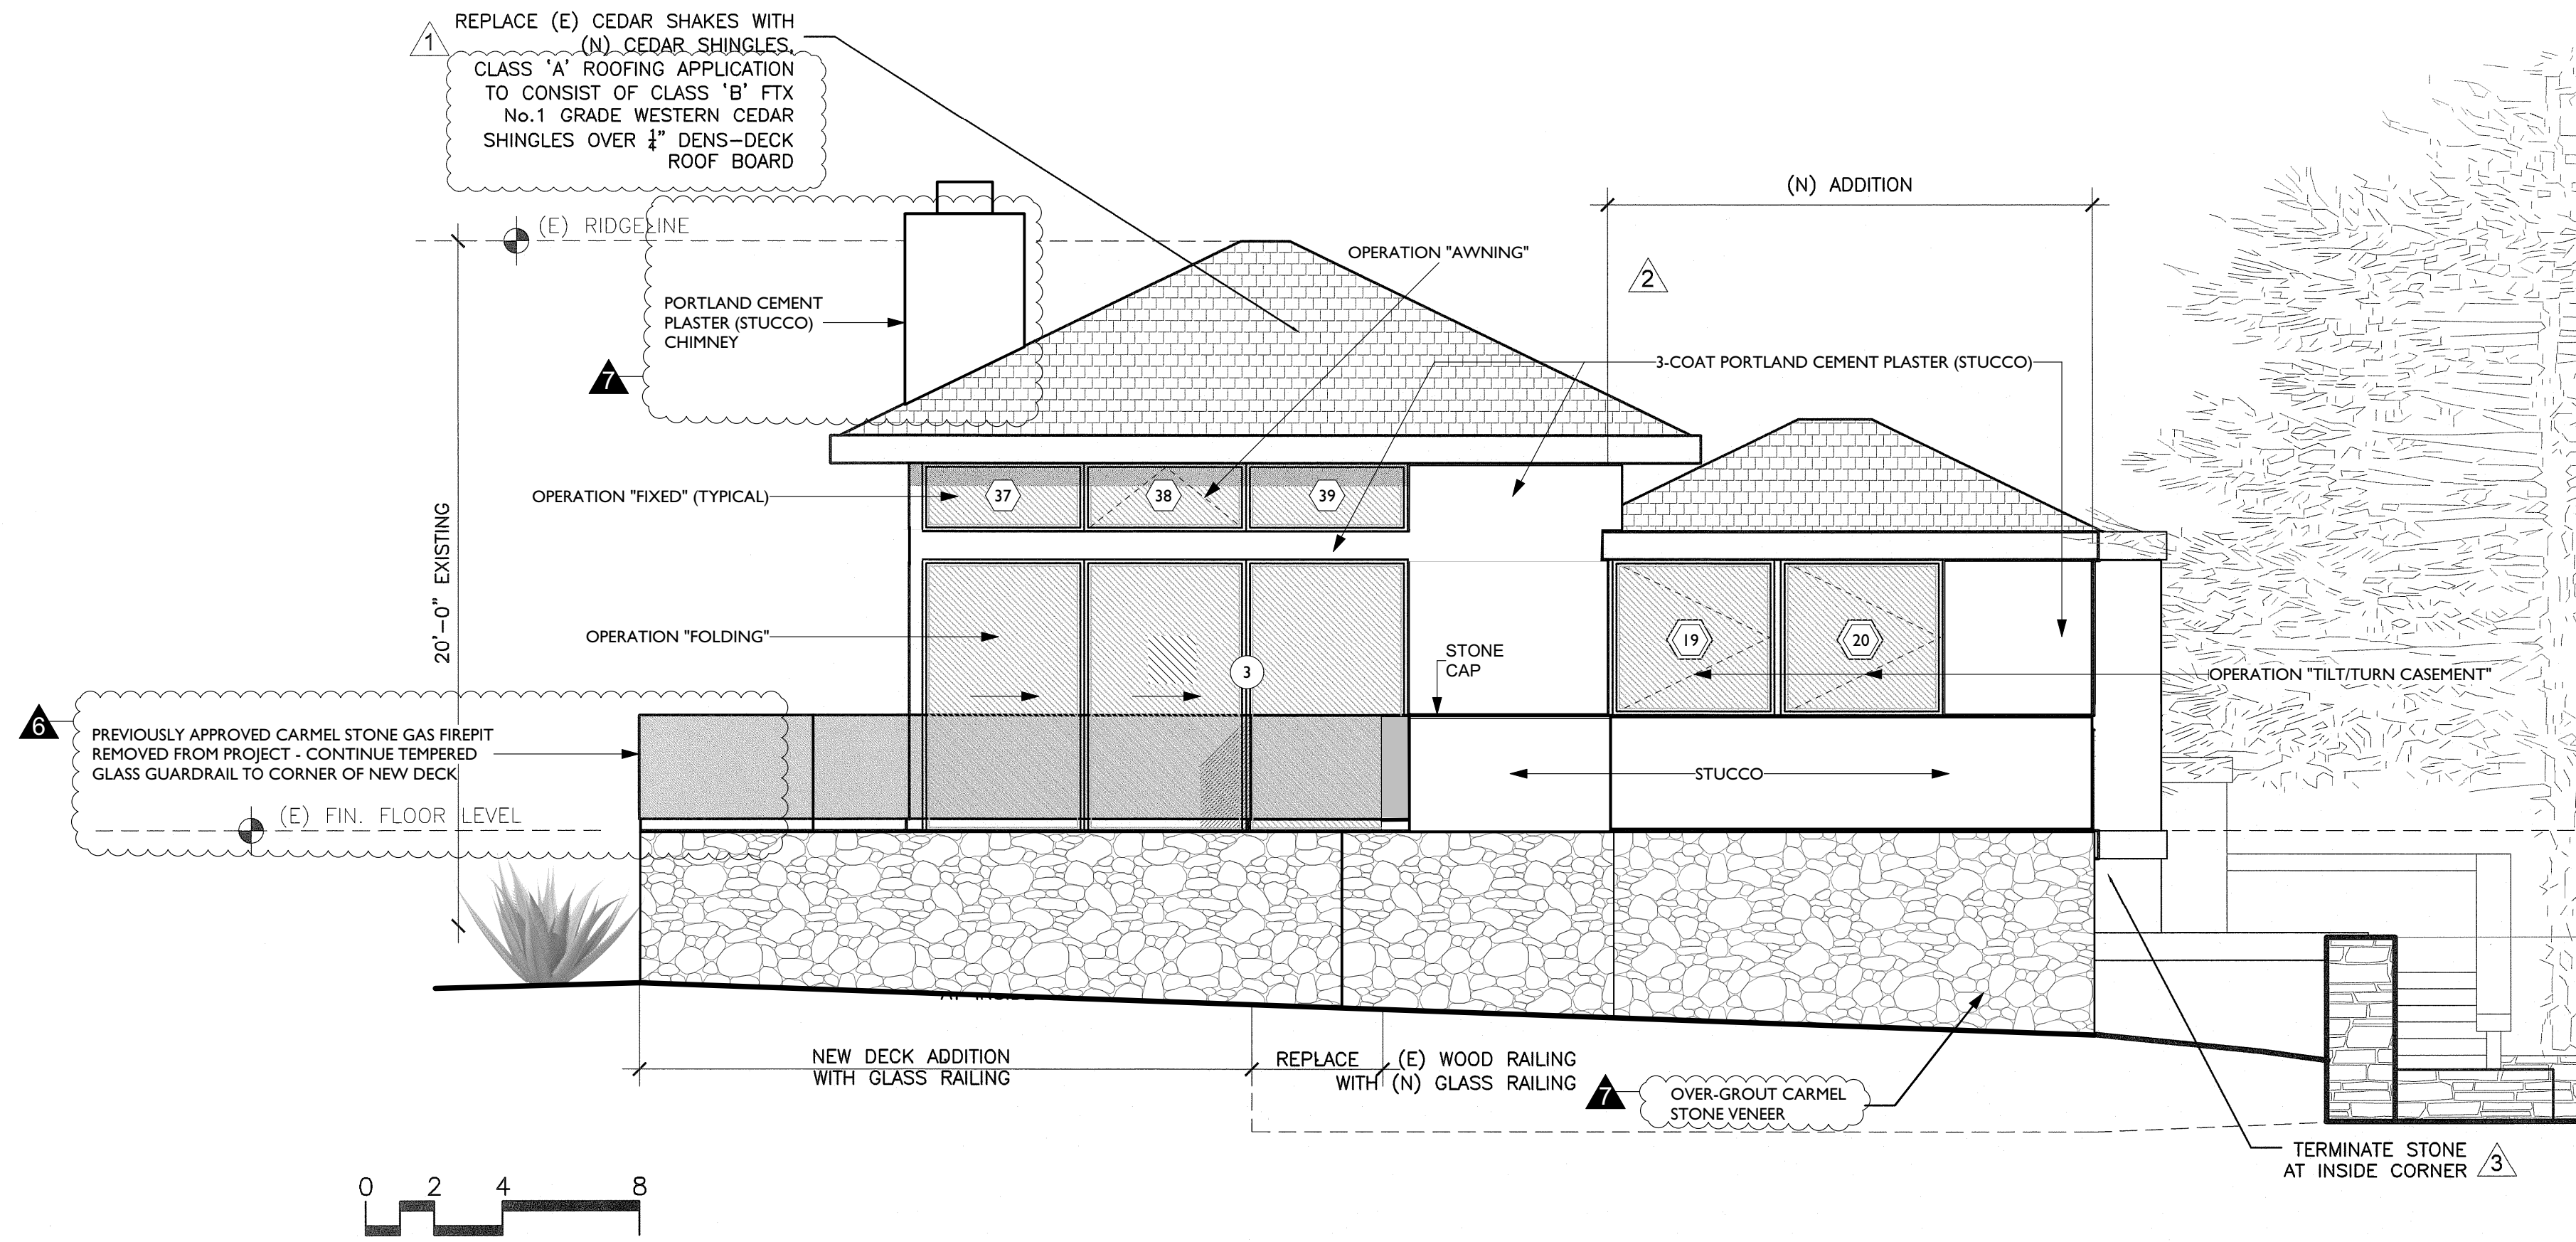 REPLACE (E) CEDAR SHAKES WITH
(N) CEDAR SHINGLES.
1
CLASS 'A' ROOFING APPLICATION
TO CONSIST OF CLASS 'B' FTX
No.1 GRADE WESTERN CEDAR
SHINGLES OVER 1/4" DENS-DECK
ROOF BOARD
(N) ADDITION
(E) RIDGELINE
OPERATION "AWNING"
2
PORTLAND CEMENT
PLASTER (STUCCO)
CHIMNEY
7
3-COAT PORTLAND CEMENT PLASTER (STUCCO)
OPERATION "FIXED" (TYPICAL)
37
38
39
20'-0" EXISTING
OPERATION "FOLDING"
19
20
3
STONE
CAP
OPERATION "TILT/TURN CASEMENT"
6
PREVIOUSLY APPROVED CARMEL STONE GAS FIREPIT
REMOVED FROM PROJECT - CONTINUE TEMPERED
GLASS GUARDRAIL TO CORNER OF NEW DECK
STUCCO
(E) FIN. FLOOR LEVEL
AT INSIDE
NEW DECK ADDITION
WITH GLASS RAILING
REPLACE (E) WOOD RAILING
WITH (N) GLASS RAILING
7
OVER-GROUT CARMEL
STONE VENEER
TERMINATE STONE
AT INSIDE CORNER
3
0 2 4 8